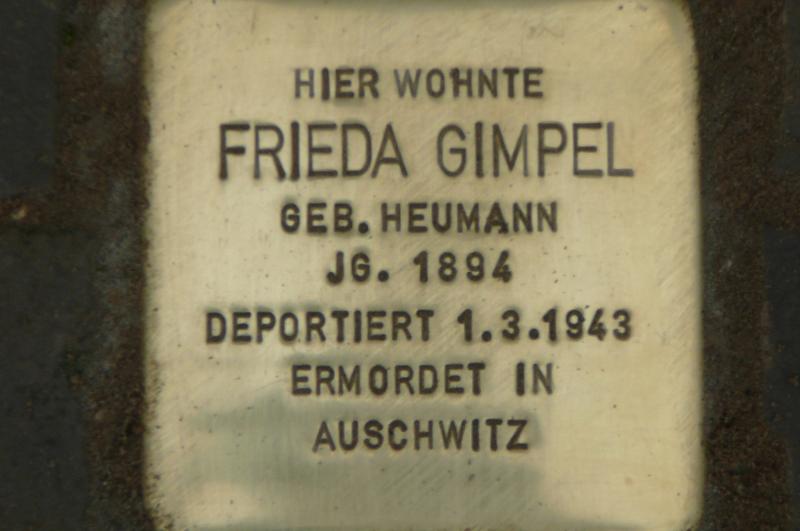 HIER WOHNTE
FRIEDA GIMPEL
GEB. HEUMANN
JG. 1894
DEPORTIERT 1.3.1943
ERMORDET IN
AUSCHWITZ